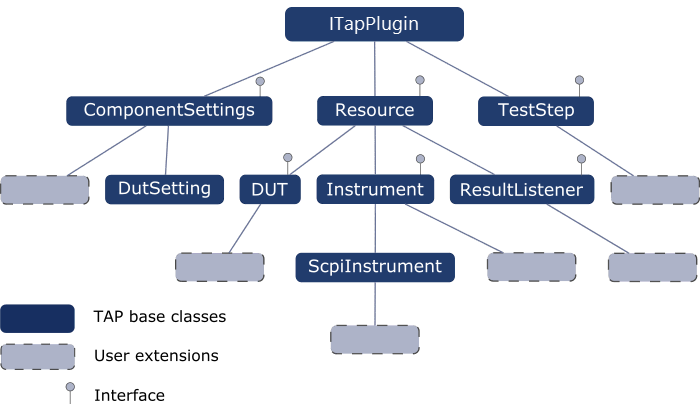 ITapPlugin
ComponentSettings
Resource
TestStep
DutSetting
DUT
Instrument
ResultListener
ScpiInstrument
TAP base classes
User extensions
Interface